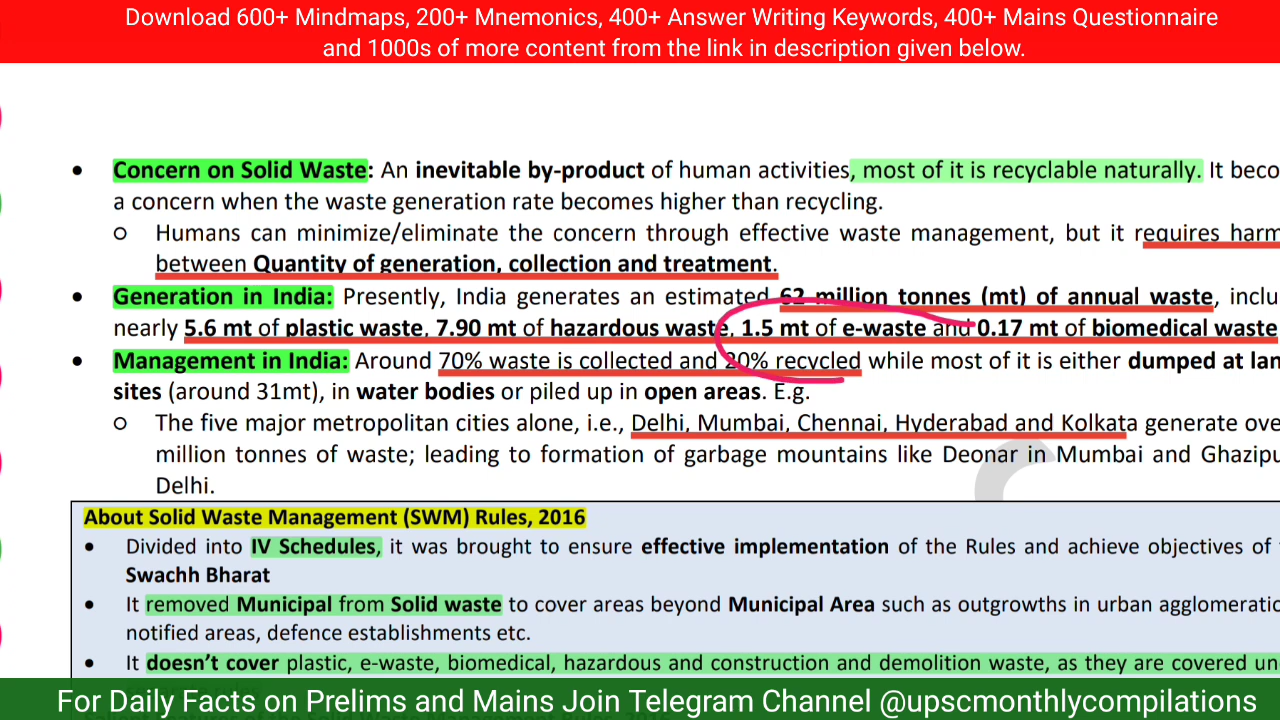 Download 600+ Mindmaps, 200+ Mnemonics, 400+ Answer Writing Keywords, 400+ Mains Questionnaire
and 1000s of more content from the link in description given below.
• Concern on Solid Waste: An inevitable by-product of human activities, most of it is recyclable naturally. It beco
a concern when the waste generation rate becomes higher than recycling.
o Humans can minimize/eliminate the concern through effective waste management, but it requires harm
between Quantity of generation, collection and treatment.
• Generation in India: Presently, India generates an estimated 62 million tonnes (mt) of annual waste, inclu
nearly 5.6 mt of plastic waste, 7.90 mt of hazardous waste, 1.5 mt of e-waste and 0.17 mt of biomedical waste
• Management in India: Around 70% waste is collected and 20% recycled while most of it is either dumped at lan
sites (around 31mt), in water bodies or piled up in open areas. E.g.
o The five major metropolitan cities alone, i.e., Delhi, Mumbai, Chennai, Hyderabad and Kolkata generate ove
million tonnes of waste; leading to formation of garbage mountains like Deonar in Mumbai and Ghazipu
Delhi.
About Solid Waste Management (SWM) Rules, 2016
• Divided into IV Schedules, it was brought to ensure effective implementation of the Rules and achieve objectives of
Swachh Bharat
• It removed Municipal from Solid waste to cover areas beyond Municipal Area such as outgrowths in urban agglomeratio
notified areas, defence establishments etc.
• It doesn't cover plastic, e-waste, biomedical, hazardous and construction and demolition waste, as they are covered un
For Daily Facts on Prelims and Mains Join Telegram Channel @upscmonthlycompilations